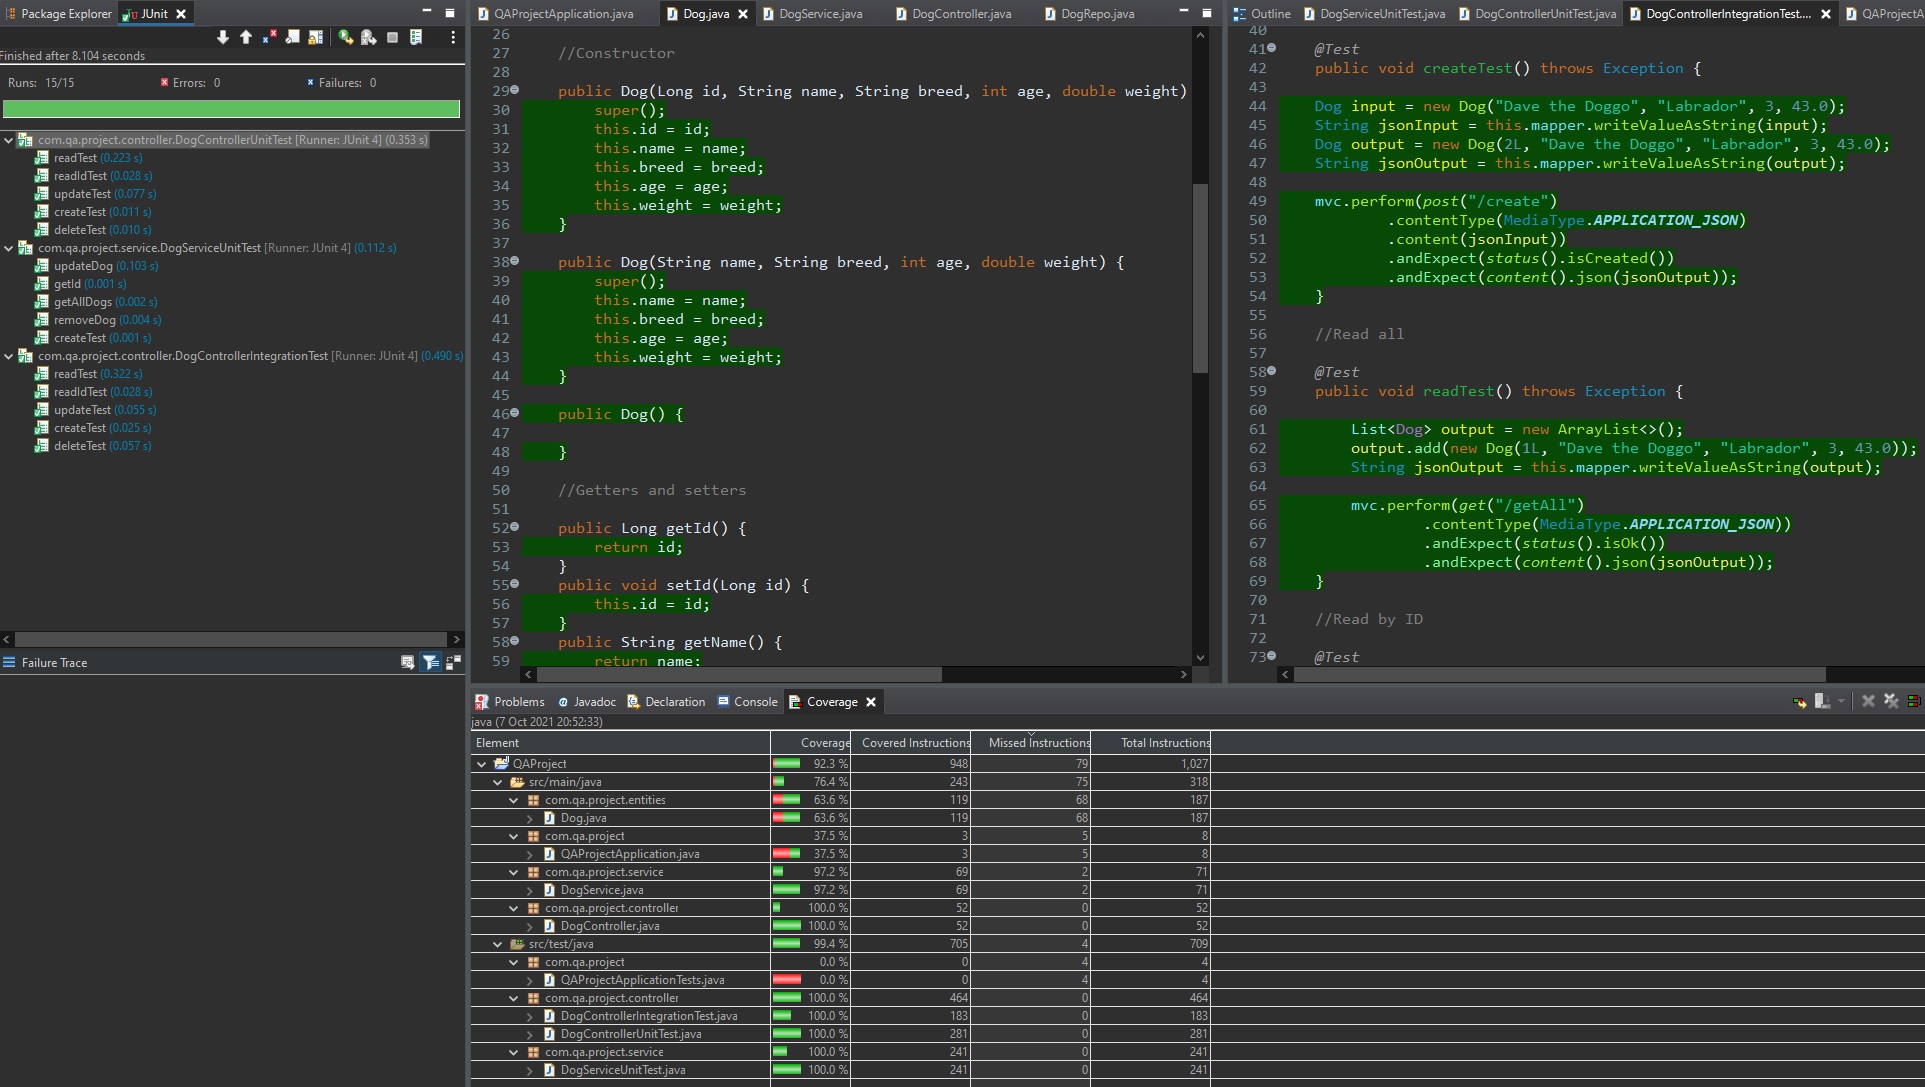 Package Explorer JUnit
Finished after 8.104 seconds
Runs: 15/15 Errors: 0 Failures: 0
com.qa.project.controller.DogControllerUnitTest [Runner: JUnit 4] (0.353 s)
readTest (0.223 s)
readIdTest (0.028 s)
updateTest (0.077 s)
createTest (0.011 s)
deleteTest (0.010 s)
com.qa.project.service.DogServiceUnitTest [Runner: JUnit 4] (0.112 s)
updateDog (0.103 s)
getId (0.001 s)
getAllDogs (0.002 s)
removeDog (0.004 s)
createTest (0.001 s)
com.qa.project.controller.DogControllerIntegrationTest [Runner: JUnit 4] (0.490 s)
readTest (0.322 s)
readIdTest (0.028 s)
updateTest (0.055 s)
createTest (0.025 s)
deleteTest (0.057 s)
Failure Trace
QAProjectApplication.java Dog.java DogService.java DogController.java DogRepo.java
26
27 //Constructor
28
29 public Dog(Long id, String name, String breed, int age, double weight)
30 super();
31 this.id = id;
32 this.name = name;
33 this.breed = breed;
34 this.age = age;
35 this.weight = weight;
36 }
37
38 public Dog(String name, String breed, int age, double weight) {
39 super();
40 this.name = name;
41 this.breed = breed;
42 this.age = age;
43 this.weight = weight;
44 }
45
46 public Dog() {
47
48 }
49
50 //Getters and setters
51
52 public Long getId() {
53 return id;
54 }
55 public void setId(Long id) {
56 this.id = id;
57 }
58 public String getName() {
59 return name;
Outline DogServiceUnitTest.java DogControllerUnitTest.java DogControllerIntegrationTest.... QAProjectA
40
41 @Test
42 public void createTest() throws Exception {
43
44 Dog input = new Dog("Dave the Doggo", "Labrador", 3, 43.0);
45 String jsonInput = this.mapper.writeValueAsString(input);
46 Dog output = new Dog(2L, "Dave the Doggo", "Labrador", 3, 43.0);
47 String jsonOutput = this.mapper.writeValueAsString(output);
48
49 mvc.perform(post("/create")
50 .contentType(MediaType.APPLICATION_JSON)
51 .content(jsonInput))
52 .andExpect(status().isCreated())
53 .andExpect(content().json(jsonOutput));
54 }
55
56 //Read all
57
58 @Test
59 public void readTest() throws Exception {
60
61 List<Dog> output = new ArrayList<>();
62 output.add(new Dog(1L, "Dave the Doggo", "Labrador", 3, 43.0));
63 String jsonOutput = this.mapper.writeValueAsString(output);
64
65 mvc.perform(get("/getAll")
66 .contentType(MediaType.APPLICATION_JSON))
67 .andExpect(status().isOk())
68 .andExpect(content().json(jsonOutput));
69 }
70
71 //Read by ID
72
73 @Test
Problems Javadoc Declaration Console Coverage
java (7 Oct 2021 20:52:33)
Element Coverage Covered Instructions Missed Instructions Total Instructions
QAProject 92.3 % 948 79 1,027
src/main/java 76.4 % 243 75 318
com.qa.project.entities 63.6 % 119 68 187
Dog.java 63.6 % 119 68 187
com.qa.project 37.5 % 3 5 8
QAProjectApplication.java 37.5 % 3 5 8
com.qa.project.service 97.2 % 69 2 71
DogService.java 97.2 % 69 2 71
com.qa.project.controller 100.0 % 52 0 52
DogController.java 100.0 % 52 0 52
src/test/java 99.4 % 705 4 709
com.qa.project 0.0 % 0 4 4
QAProjectApplicationTests.java 0.0 % 0 4 4
com.qa.project.controller 100.0 % 464 0 464
DogControllerIntegrationTest.java 100.0 % 183 0 183
DogControllerUnitTest.java 100.0 % 281 0 281
com.qa.project.service 100.0 % 241 0 241
DogServiceUnitTest.java 100.0 % 241 0 241